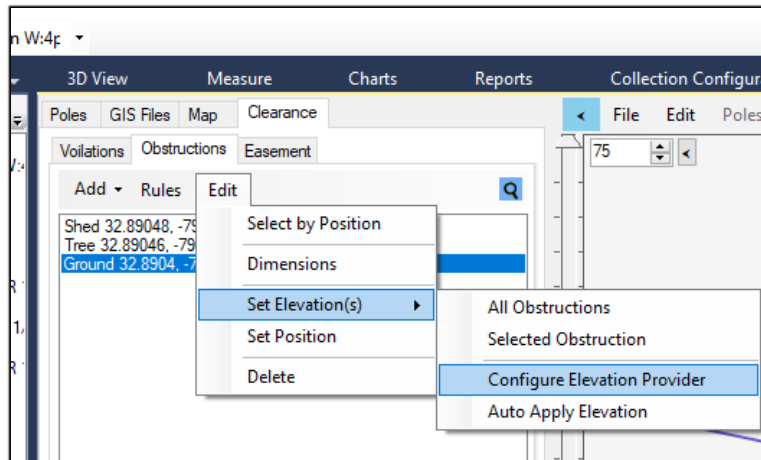 n W:4p
3D View Measure Charts Reports Collection Configur
Poles GIS Files Map Clearance File Edit Poles
Voilations Obstructions Easement 75
Add Rules Edit
Shed 32.89048, -79
Tree 32.89046, -79
Ground 32.8904, -7
Select by Position
Dimensions
Set Elevation(s)
Set Position
Delete
All Obstructions
Selected Obstruction
Configure Elevation Provider
Auto Apply Elevation